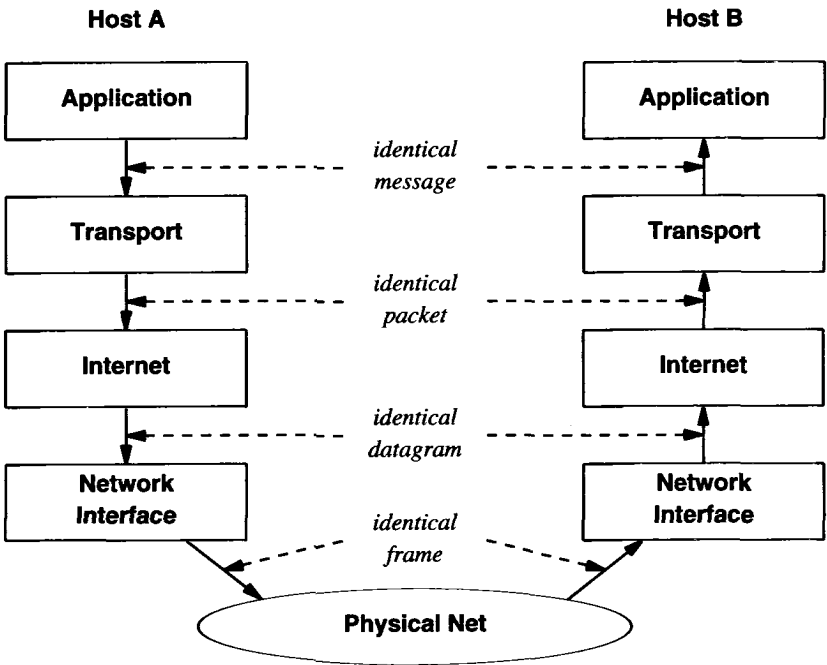 Host A
Host B
Application
Application
identical
message
Transport
Transport
identical
packet
Internet
Internet
identical
datagram
Network
Interface
Network
Interface
identical
frame
Physical Net